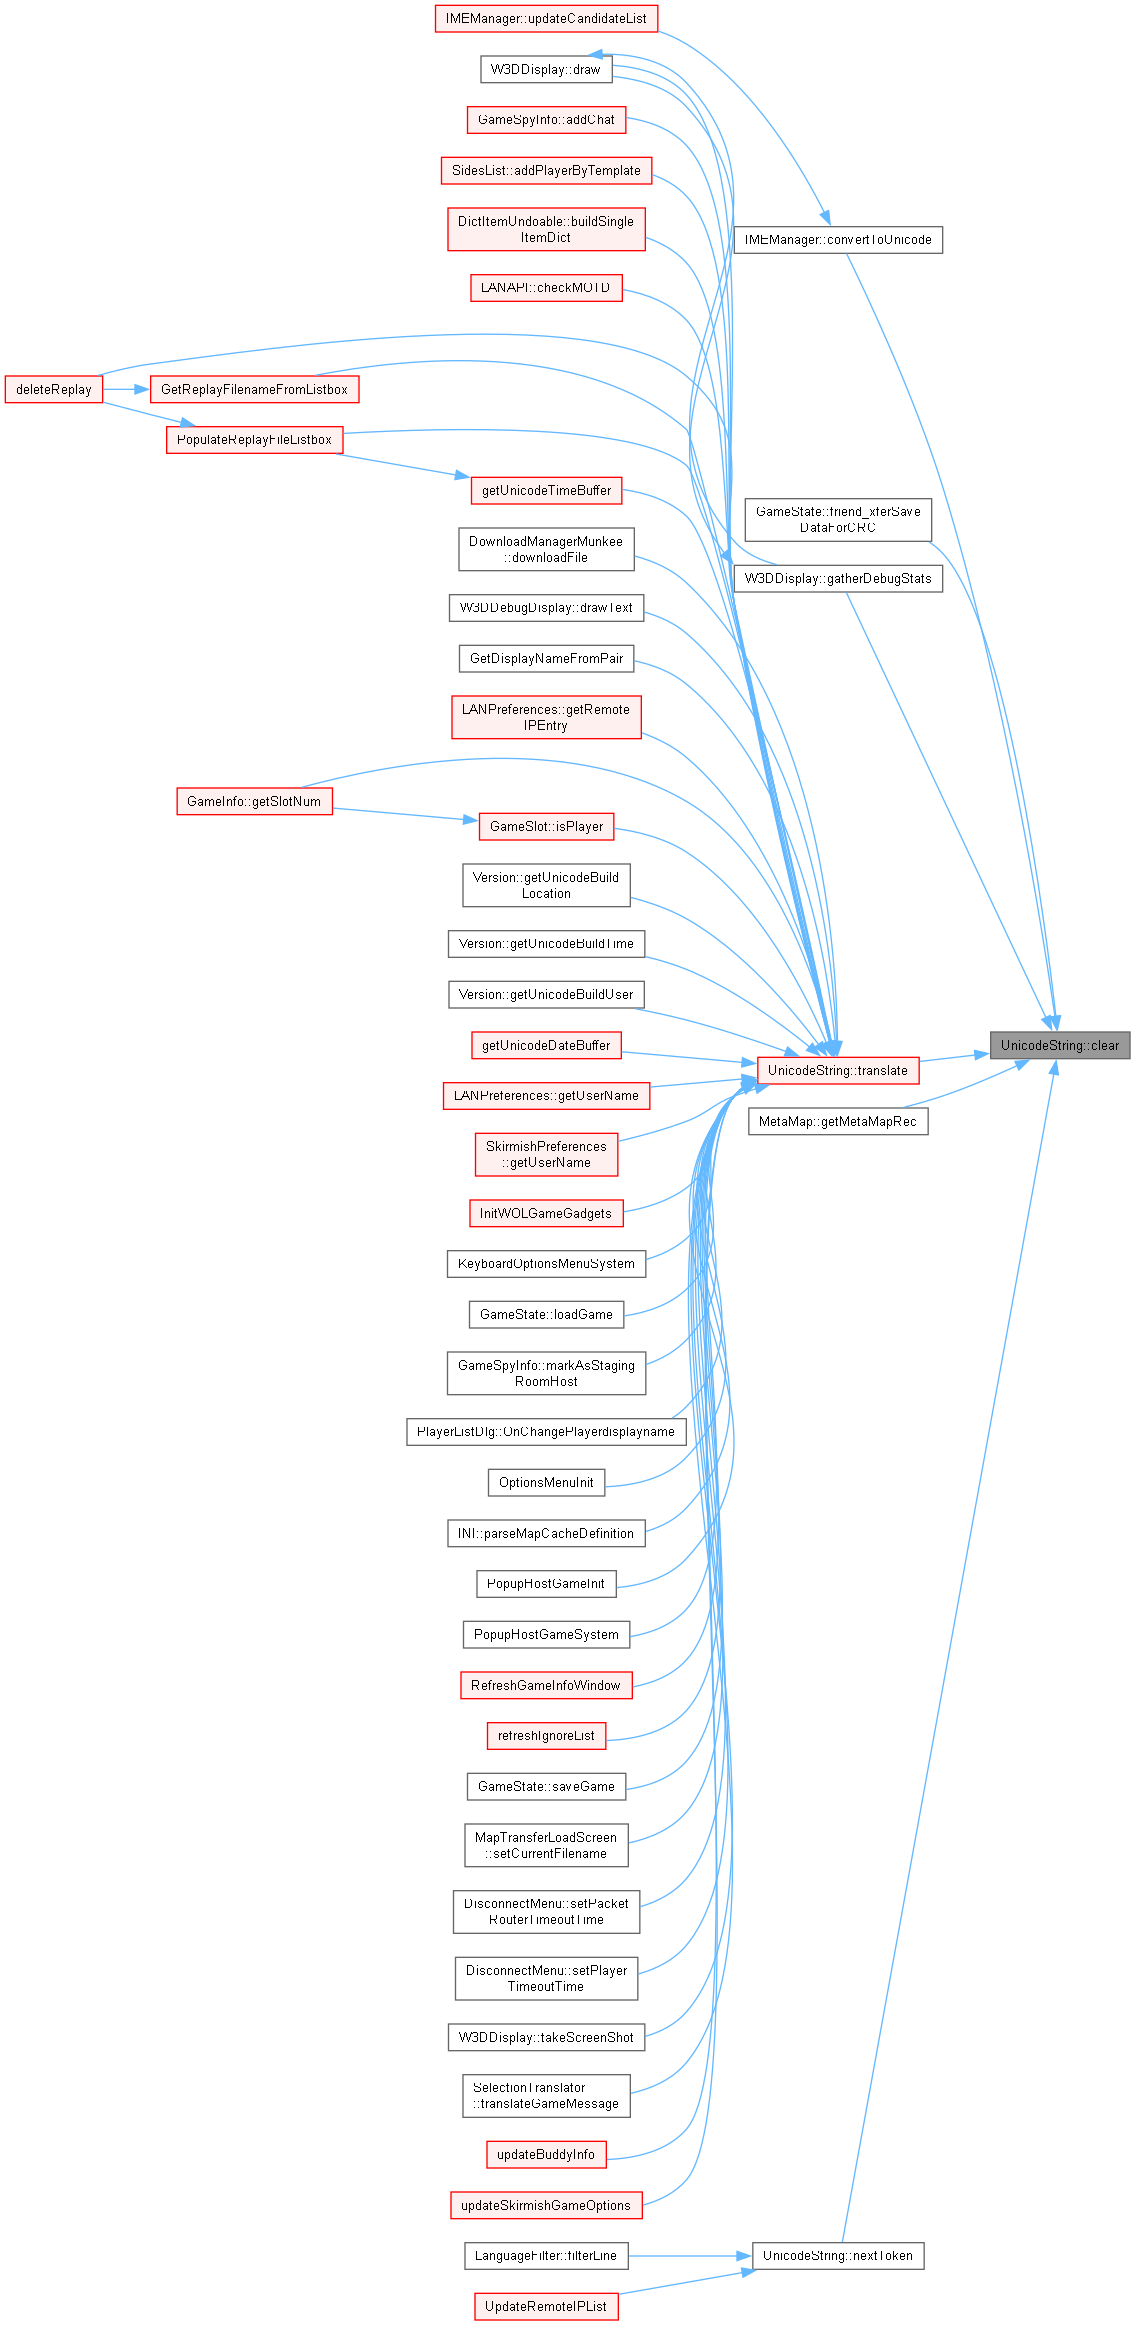 IMEManager::updateCandidateList
W3DDisplay::draw
GameSpyInfo::addChat
SidesList::addPlayerByTemplate
DictItemUndoable::buildSingle
ItemDict
IMEManager::convertToUnicode
LANAPI::checkMOTD
deleteReplay
GetReplayFilenameFromListbox
PopulateReplayFileListbox
getUnicodeTimeBuffer
GameState::friend_xferSave
DataForCRC
DownloadManagerMunkee
::downloadFile
W3DDisplay::gatherDebugStats
W3DDebugDisplay::drawText
GetDisplayNameFromPair
LANPreferences::getRemote
IPEntry
GameInfo::getSlotNum
GameSlot::isPlayer
Version::getUnicodeBuild
Location
Version::getUnicodeBuildTime
Version::getUnicodeBuildUser
getUnicodeDateBuffer
UnicodeString::clear
UnicodeString::translate
LANPreferences::getUserName
MetaMap::getMetaMapRec
SkirmishPreferences
::getUserName
InitWOLGameGadgets
KeyboardOptionsMenuSystem
GameState::loadGame
GameSpyInfo::markAsStaging
RoomHost
PlayerListDlg::OnChangePlayerdisplayname
OptionsMenuInit
INI::parseMapCacheDefinition
PopupHostGameInit
PopupHostGameSystem
RefreshGameInfoWindow
refreshIgnoreList
GameState::saveGame
MapTransferLoadScreen
::setCurrentFilename
DisconnectMenu::setPacket
RouterTimeoutTime
DisconnectMenu::setPlayer
TimeoutTime
W3DDisplay::takeScreenShot
SelectionTranslator
::translateGameMessage
updateBuddyInfo
updateSkirmishGameOptions
LanguageFilter::filterLine
UnicodeString::nextToken
UpdateRemoteIPList